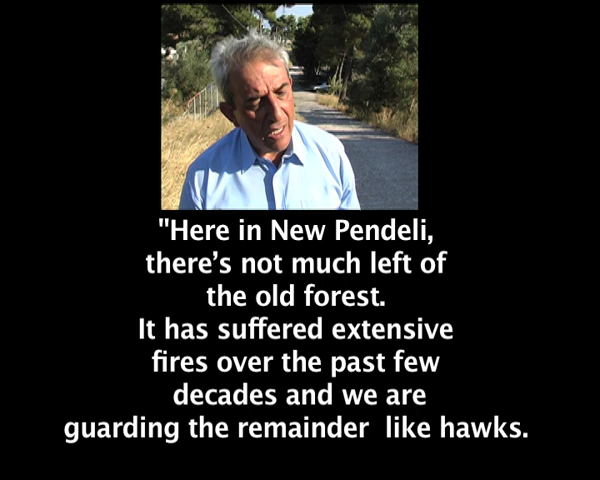 "Here in New Pendeli,
there’s not much left of
the old forest.
It has suffered extensive
fires over the past few
decades and we are
guarding the remainder  like hawks.